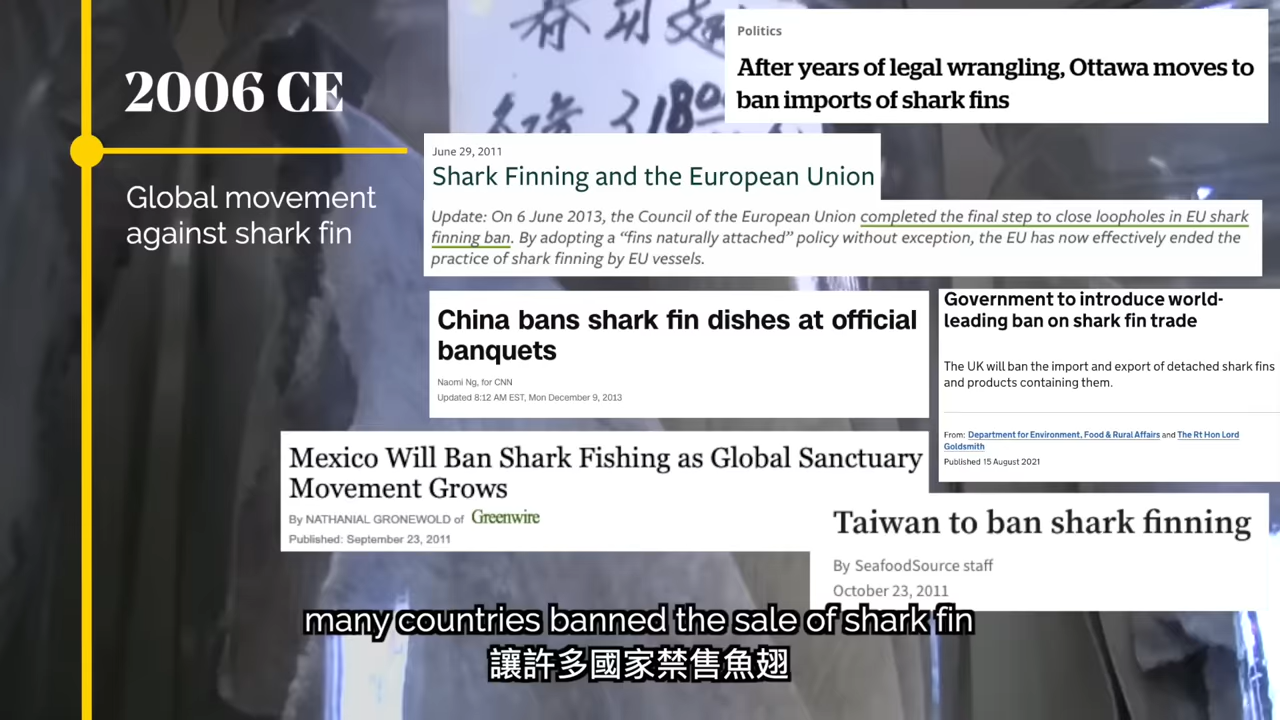 2006 CE
Global movement
against shark fin
Politics
After years of legal wrangling, Ottawa moves to
ban imports of shark fins
June 29, 2011
Shark Finning and the European Union
Update: On 6 June 2013, the Council of the European Union completed the final step to close loopholes in EU shark
finning ban. By adopting a “fins naturally attached” policy without exception, the EU has now effectively ended the
practice of shark finning by EU vessels.
China bans shark fin dishes at official
banquets
Naomi Ng, for CNN
Updated 8:12 AM EST, Mon December 9, 2013
Government to introduce world-
leading ban on shark fin trade
The UK will ban the import and export of detached shark fins
and products containing them.
From: Department for Environment, Food & Rural Affairs and The Rt Hon Lord
Goldsmith
Published 15 August 2021
Mexico Will Ban Shark Fishing as Global Sanctuary
Movement Grows
By NATHANIAL GRONEWOLD of Greenwire
Published: September 23, 2011
Taiwan to ban shark finning
By SeafoodSource staff
October 23, 2011
many countries banned the sale of shark fin
讓許多國家禁售魚翅